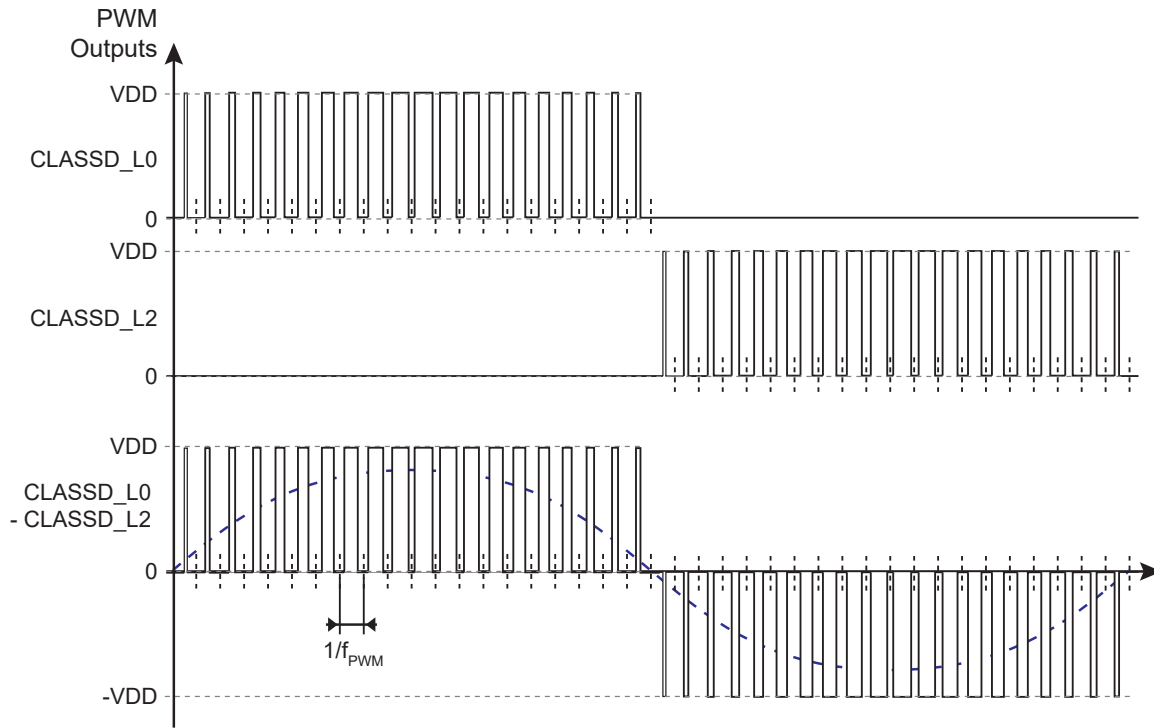 PWM
Outputs
VDD
CLASSD_L0
0
VDD
CLASSD_L2
0
VDD
CLASSD_L0
- CLASSD_L2
0
1/fPWM
-VDD